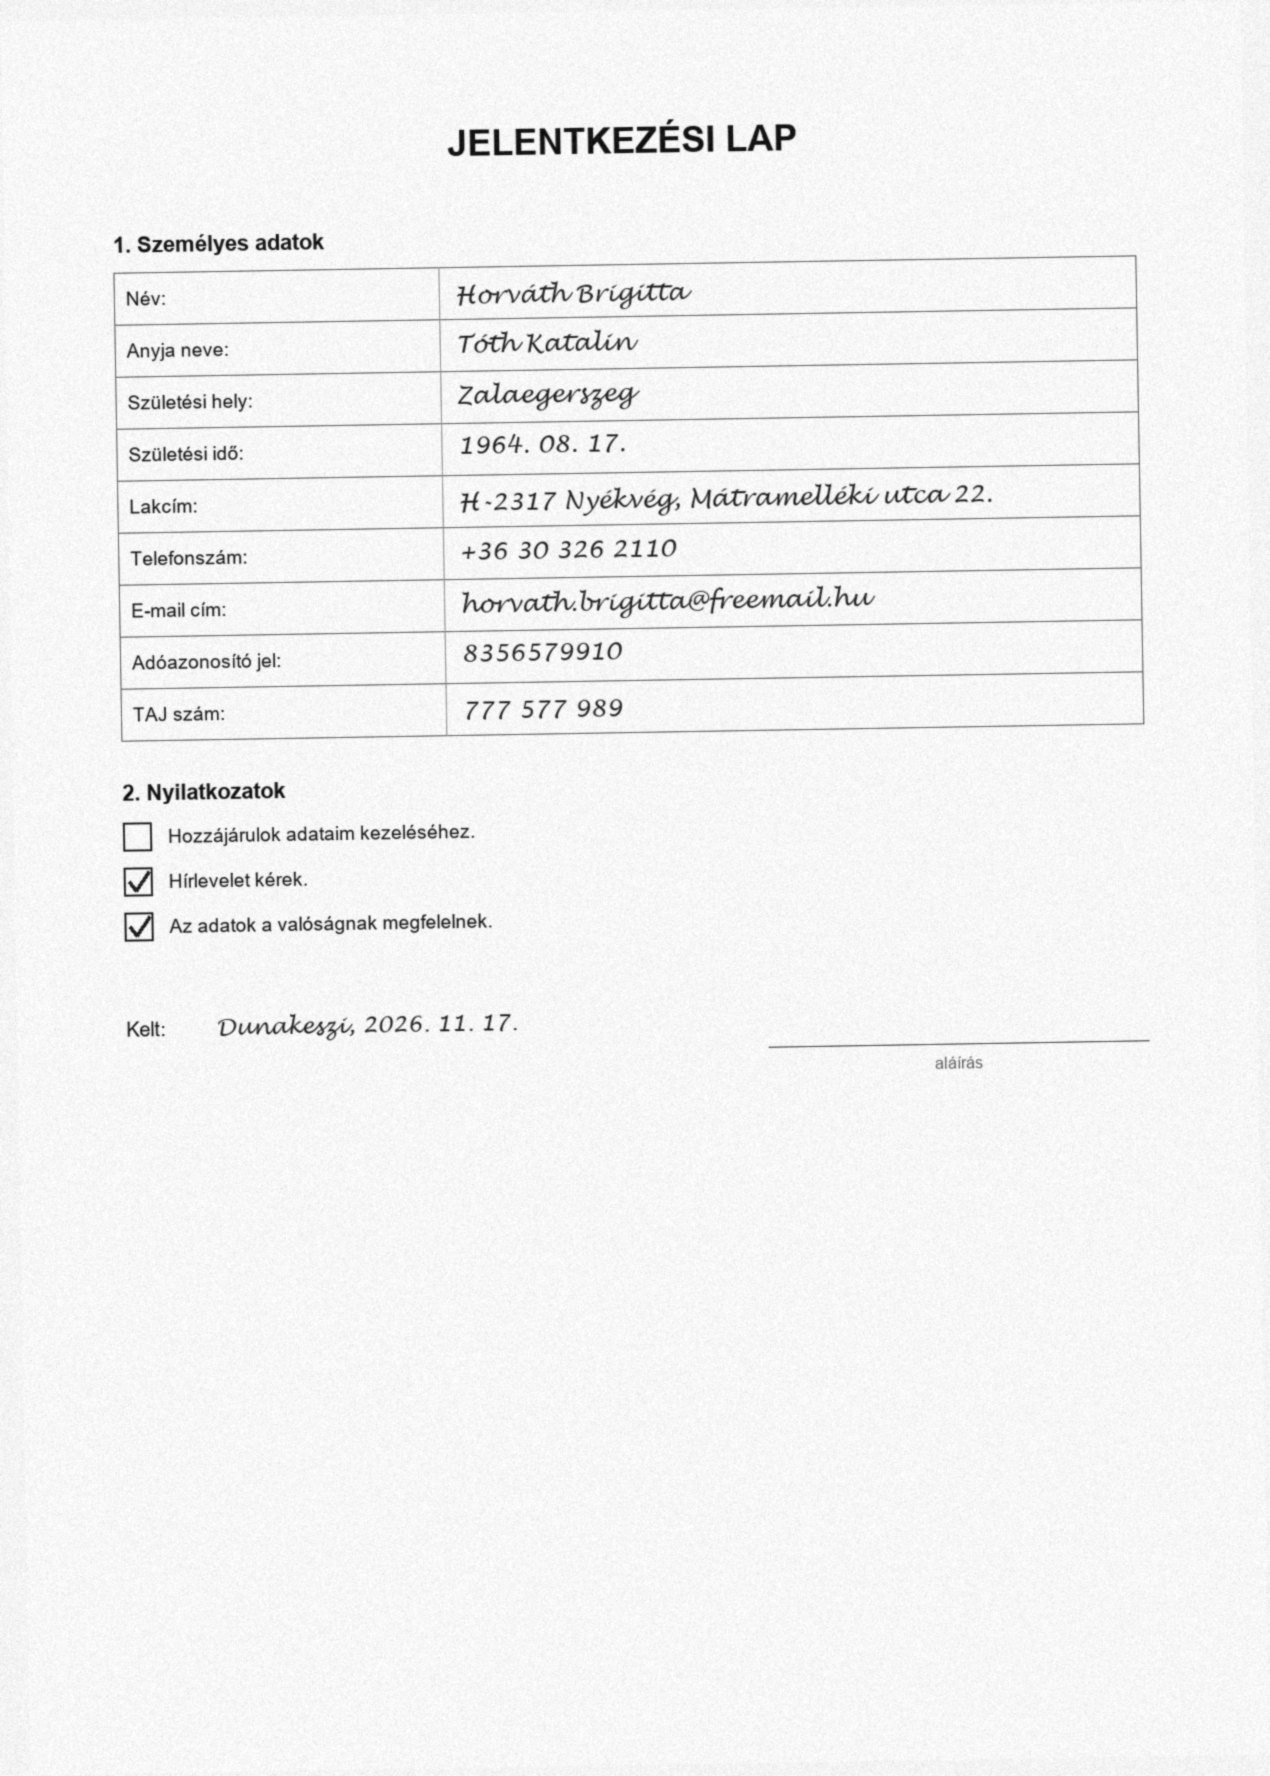 JELENTKEZÉSI LAP
1. Személyes adatok
Név: Horváth Brigitta
Anyja neve: Tóth Katalin
Születési hely: Zalaegerszeg
Születési idő: 1964. 08. 17.
Lakcím: H-2317 Nyékvég, Mátramelléki utca 22.
Telefonszám: +36 30 326 2110
E-mail cím: horvath.brigitta@freemail.hu
Adóazonosító jel: 8356579910
TAJ szám: 777 577 989
2. Nyilatkozatok
Hozzájárulok adataim kezeléséhez.
Hírlevelet kérek.
Az adatok a valóságnak megfelelnek.
Kelt: Dunakeszi, 2026. 11. 17.
aláírás